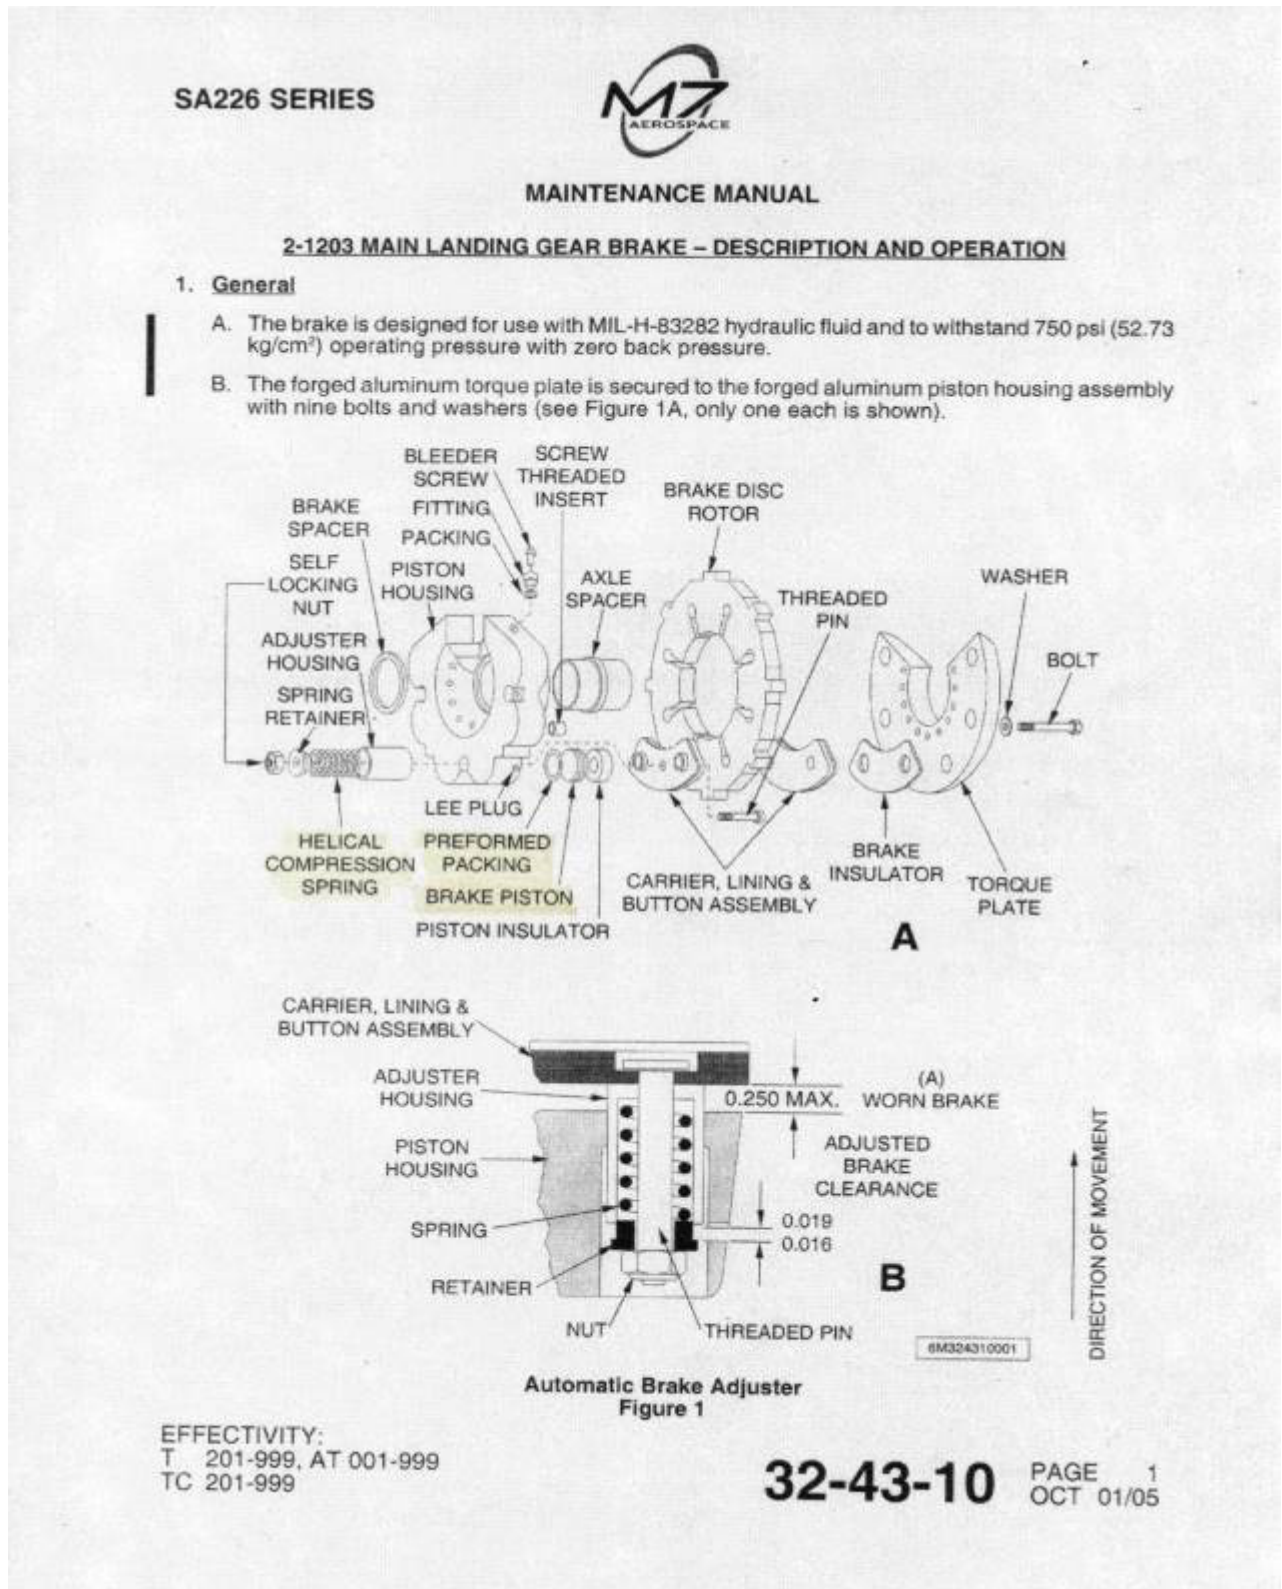 SA226 SERIES
M7
AEROSPACE
MAINTENANCE MANUAL
2-1203 MAIN LANDING GEAR BRAKE – DESCRIPTION AND OPERATION
1. General
A. The brake is designed for use with MIL-H-83282 hydraulic fluid and to withstand 750 psi (52.73
kg/cm²) operating pressure with zero back pressure.
B. The forged aluminum torque plate is secured to the forged aluminum piston housing assembly
with nine bolts and washers (see Figure 1A, only one each is shown).
BLEEDER
SCREW
SCREW
THREADED
INSERT
BRAKE DISC
ROTOR
BRAKE
SPACER
FITTING
PACKING
SELF
LOCKING
NUT
PISTON
HOUSING
AXLE
SPACER
THREADED
PIN
WASHER
BOLT
ADJUSTER
HOUSING
SPRING
RETAINER
LEE PLUG
HELICAL
COMPRESSION
SPRING
PREFORMED
PACKING
BRAKE PISTON
PISTON INSULATOR
CARRIER, LINING &
BUTTON ASSEMBLY
BRAKE
INSULATOR
TORQUE
PLATE
A
CARRIER, LINING &
BUTTON ASSEMBLY
ADJUSTER
HOUSING
PISTON
HOUSING
SPRING
RETAINER
NUT
THREADED PIN
0.250 MAX.
(A)
WORN BRAKE
ADJUSTED
BRAKE
CLEARANCE
0.019
0.016
B
DIRECTION OF MOVEMENT
6M324310001
Automatic Brake Adjuster
Figure 1
EFFECTIVITY:
T 201-999, AT 001-999
TC 201-999
32-43-10
PAGE 1
OCT 01/05